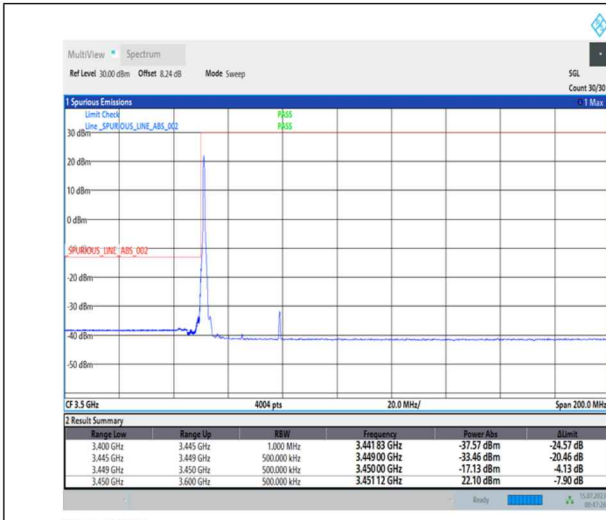 MultiView Spectrum
Ref Level 30.00 dBm Offset 8.24 dB Mode Sweep SGL
Count 30/30
1 Spurious Emissions 1 Max
Limit Check PASS
Line _SPURIOUS_LINE_ABS_002 PASS
30 dBm
20 dBm
10 dBm
0 dBm
_SPURIOUS_LINE_ABS_002
-20 dBm
-30 dBm
-40 dBm
-50 dBm
CF 3.5 GHz 4004 pts 20.0 MHz/ Span 200.0 MHz
2 Result Summary
Range Low Range Up RBW Frequency Power Abs ΔLimit
3.400 GHz 3.445 GHz 1.000 MHz 3.441 83 GHz -37.57 dBm -24.57 dB
3.445 GHz 3.449 GHz 500.000 kHz 3.449 00 GHz -33.46 dBm -20.46 dB
3.449 GHz 3.450 GHz 500.000 kHz 3.450 00 GHz -17.13 dBm -4.13 dB
3.450 GHz 3.600 GHz 500.000 kHz 3.451 12 GHz 22.10 dBm -7.90 dB
Ready